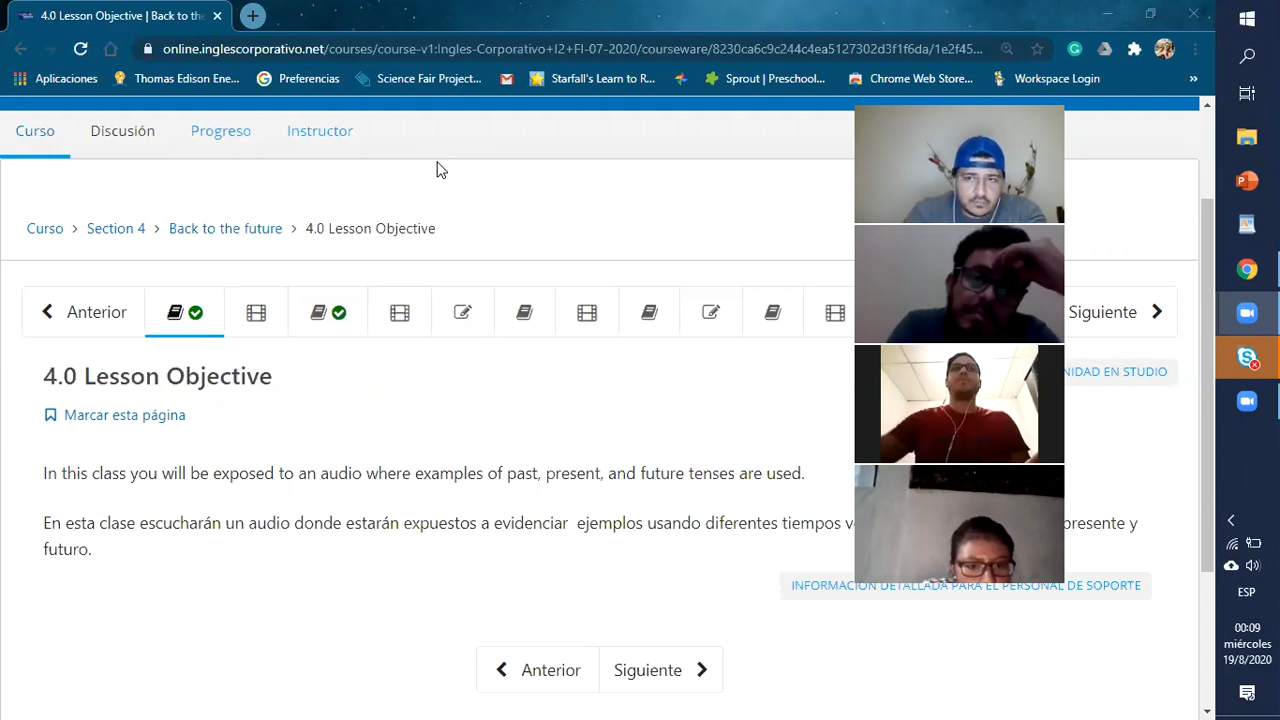 4.0 Lesson Objective | Back to the
online.inglescorporativo.net/courses/course-v1:Ingles-Corporativo+I2+FI-07-2020/courseware/8230ca6c9c244c4ea5127302d3f1f6da/1e2f45...
Aplicaciones Thomas Edison Ene... Preferencias Science Fair Project... Starfall's Learn to R... Sprout | Preschool... Chrome Web Store... Workspace Login »
Curso Discusión Progreso Instructor
Curso > Section 4 > Back to the future > 4.0 Lesson Objective
Anterior Siguiente
4.0 Lesson Objective
NIDAD EN STUDIO
Marcar esta página
In this class you will be exposed to an audio where examples of past, present, and future tenses are used.
En esta clase escucharán un audio donde estarán expuestos a evidenciar ejemplos usando diferentes tiempos ve presente y
futuro.
INFORMACIÓN DETALLADA PARA EL PERSONAL DE SOPORTE
Anterior Siguiente
ESP
00:09
miércoles
19/8/2020